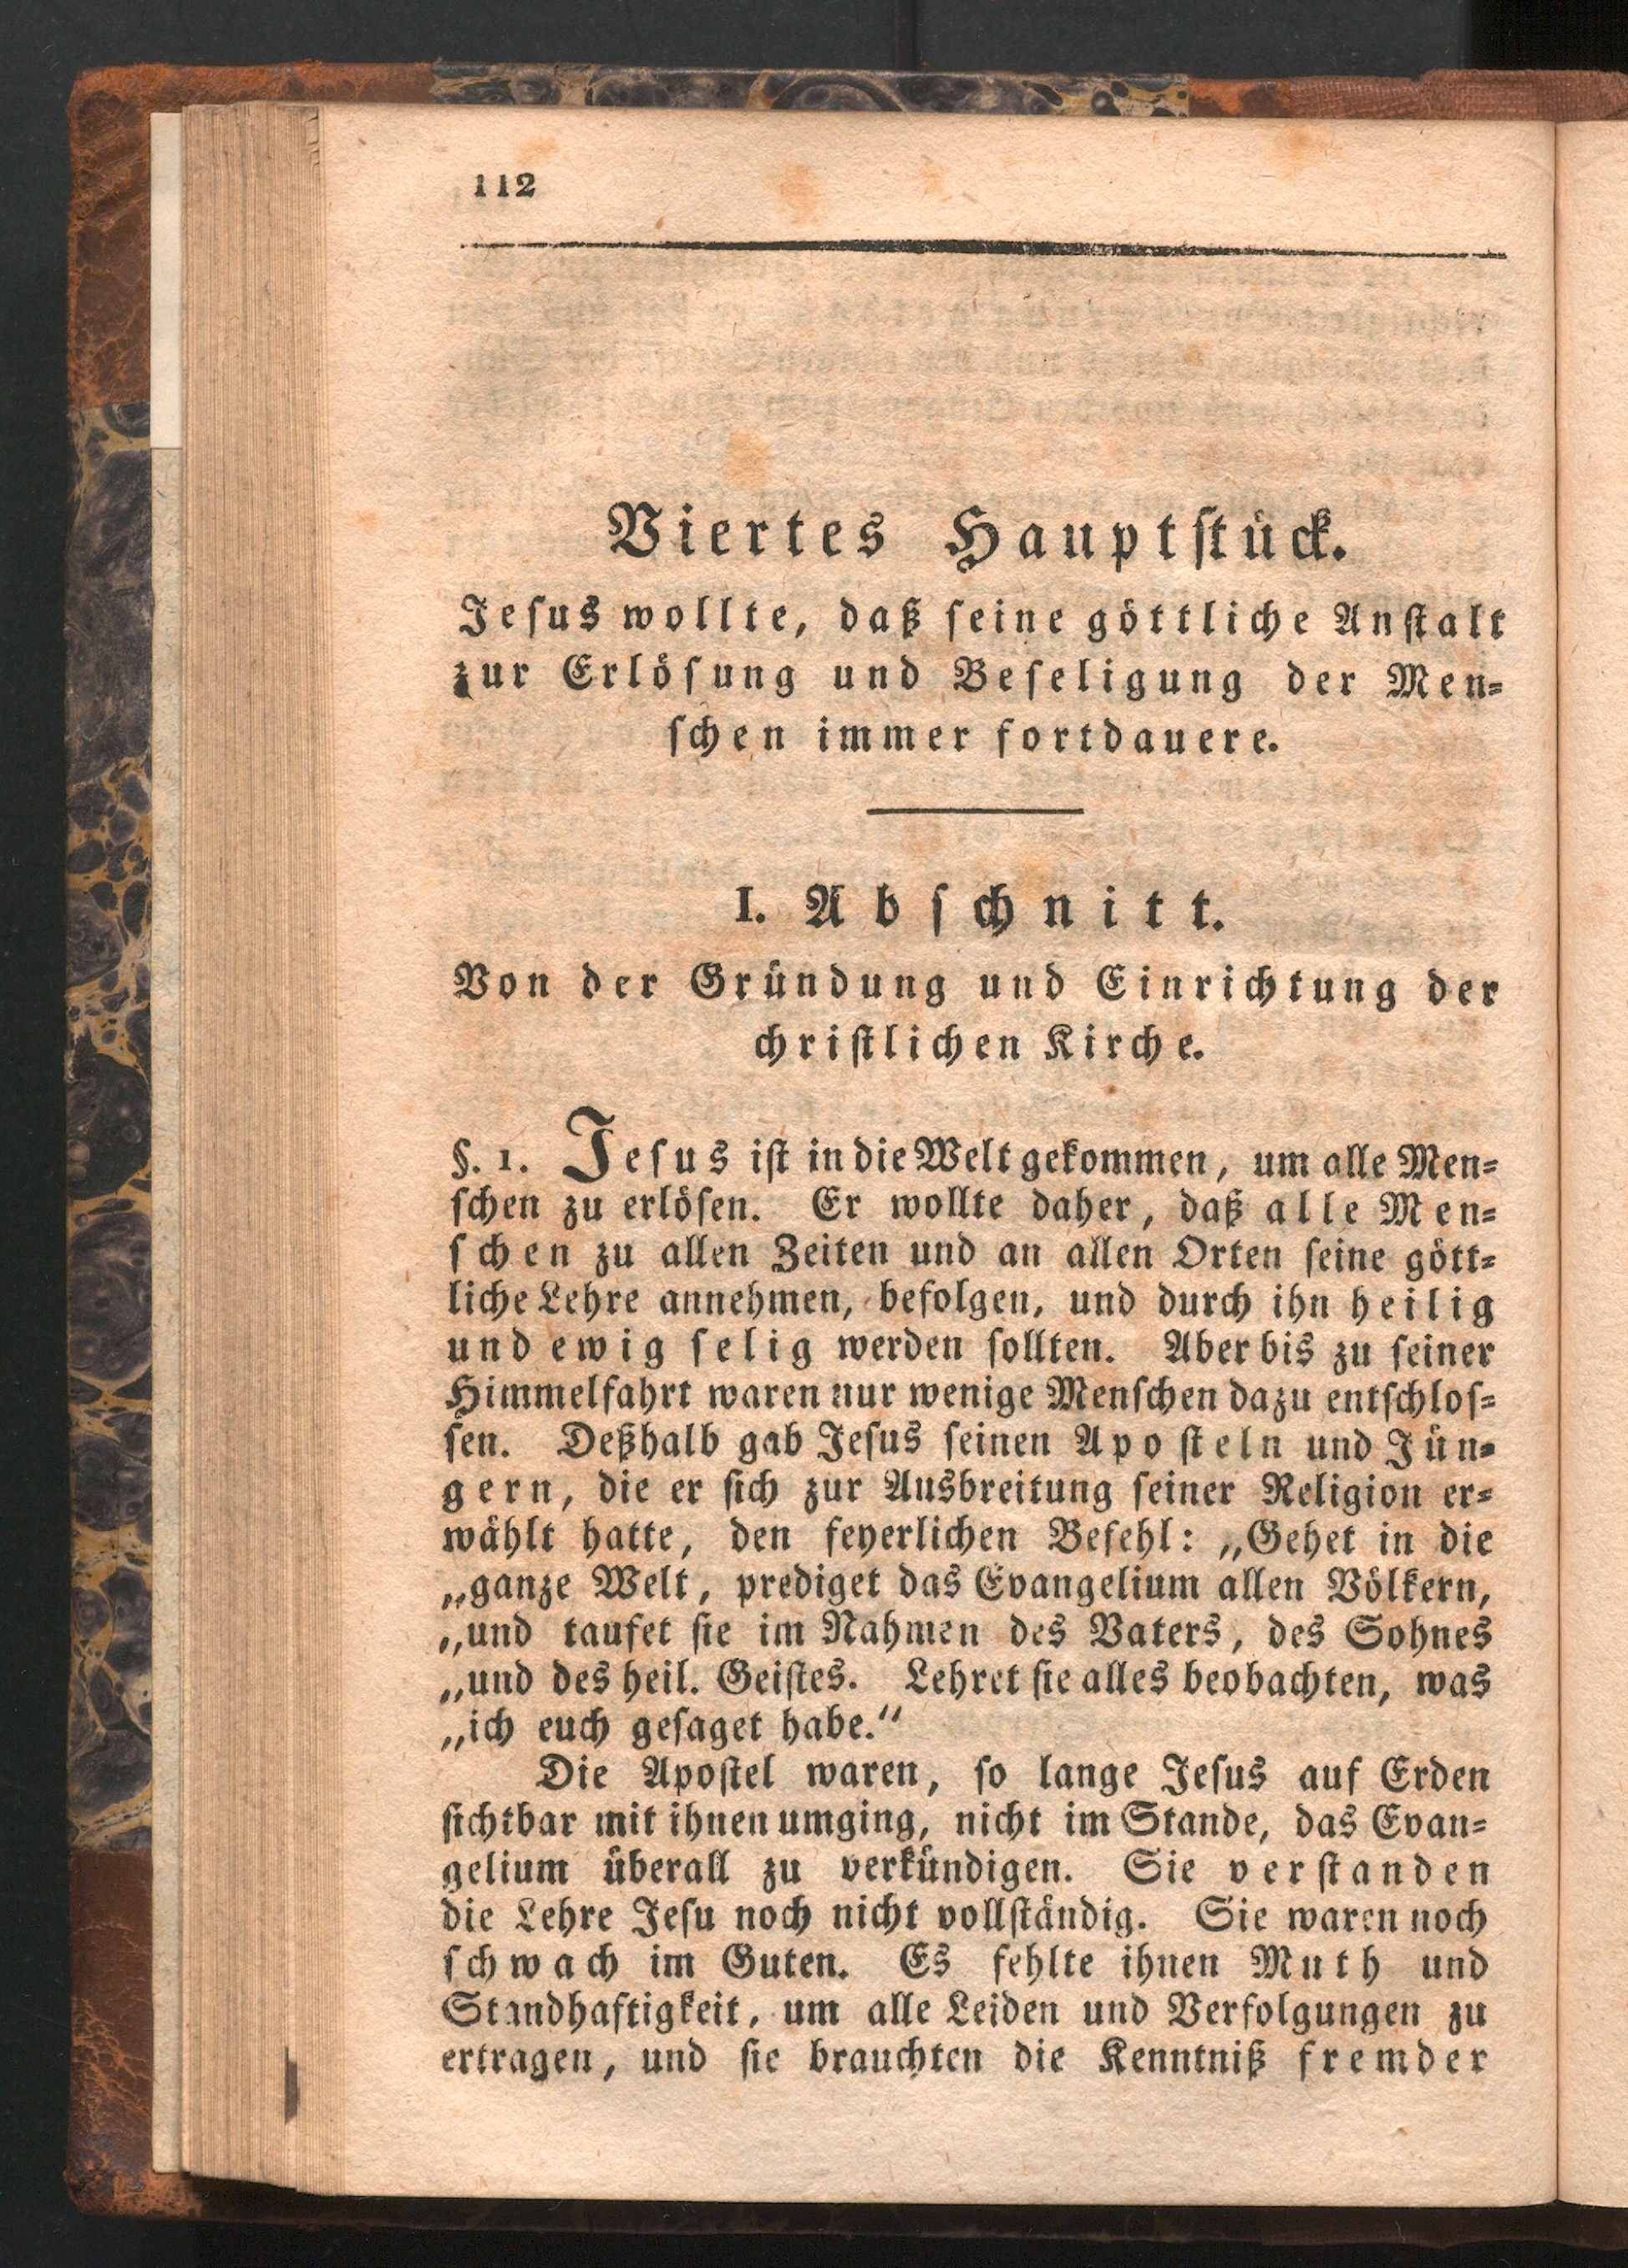 112
Viertes Hauptſtück.
Jeſus wollte, daß ſeine göttliche Anſtalt
zur Erlöſung und Beſeligung der Men⸗
ſchen immer fortdauere.
I. Abſchnitt.
Von der Gründung und Einrichtung der
chriſtlichen Kirche.
§. 1. Jeſus iſt in die Welt gekommen, um alle Men⸗
ſchen zu erlöſen. Er wollte daher, daß alle Men⸗
ſchen zu allen Zeiten und an allen Orten ſeine gött⸗
liche Lehre annehmen, befolgen, und durch ihn heilig
und ewig ſelig werden ſollten. Aber bis zu ſeiner
Himmelfahrt waren nur wenige Menſchen dazu entſchloſ⸗
ſen. Deßhalb gab Jeſus ſeinen Apoſteln und Jün⸗
gern, die er ſich zur Ausbreitung ſeiner Religion er⸗
wählt hatte, den feyerlichen Befehl: „Gehet in die
„ganze Welt, prediget das Evangelium allen Völkern,
„und taufet ſie im Nahmen des Vaters, des Sohnes
„und des heil. Geiſtes. Lehret ſie alles beobachten, was
„ich euch geſaget habe.“
Die Apoſtel waren, ſo lange Jeſus auf Erden
ſichtbar mit ihnen umging, nicht im Stande, das Evan⸗
gelium überall zu verkündigen. Sie verſtanden
die Lehre Jeſu noch nicht vollſtändig. Sie waren noch
ſchwach im Guten. Es fehlte ihnen Muth und
Standhaftigkeit, um alle Leiden und Verfolgungen zu
ertragen, und ſie brauchten die Kenntniß fremder